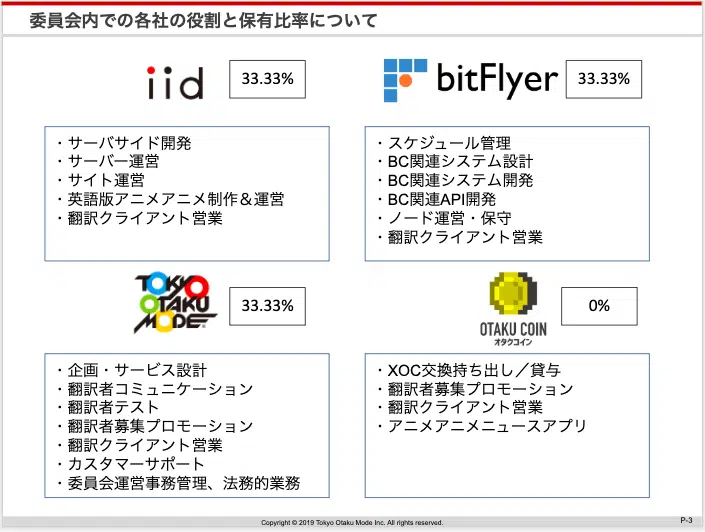 委員会内での各社の役割と保有比率について
iid
33.33%
bitFlyer
33.33%
・サーバサイド開発
・サーバー運営
・サイト運営
・英語版アニメアニメ制作＆運営
・翻訳クライアント営業
・スケジュール管理
・BC関連システム設計
・BC関連システム開発
・BC関連API開発
・ノード運営・保守
・翻訳クライアント営業
TOKYO
OTAKU
MODE
33.33%
OTAKU COIN
オタクコイン
0%
・企画・サービス設計
・翻訳者コミュニケーション
・翻訳者テスト
・翻訳者募集プロモーション
・翻訳クライアント営業
・カスタマーサポート
・委員会運営事務管理、法務的業務
・XOC交換持ち出し／貸与
・翻訳者募集プロモーション
・翻訳クライアント営業
・アニメアニメニュースアプリ
Copyright © 2019 Tokyo Otaku Mode Inc. All rights reserved.
P-3